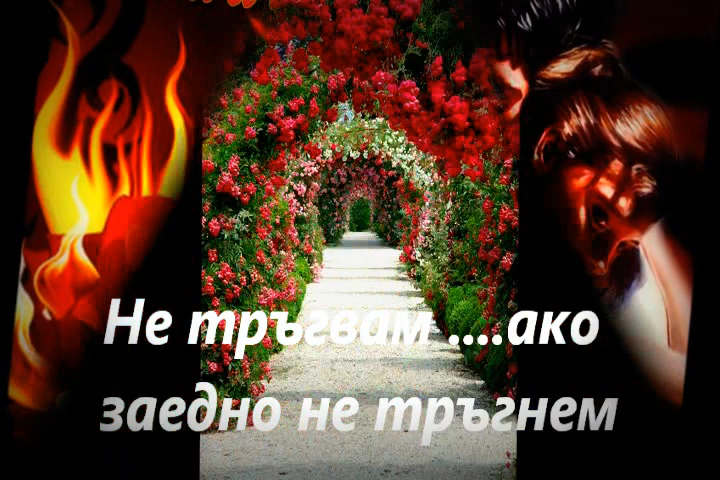 Не тръгвам ....ако
заедно не тръгнем